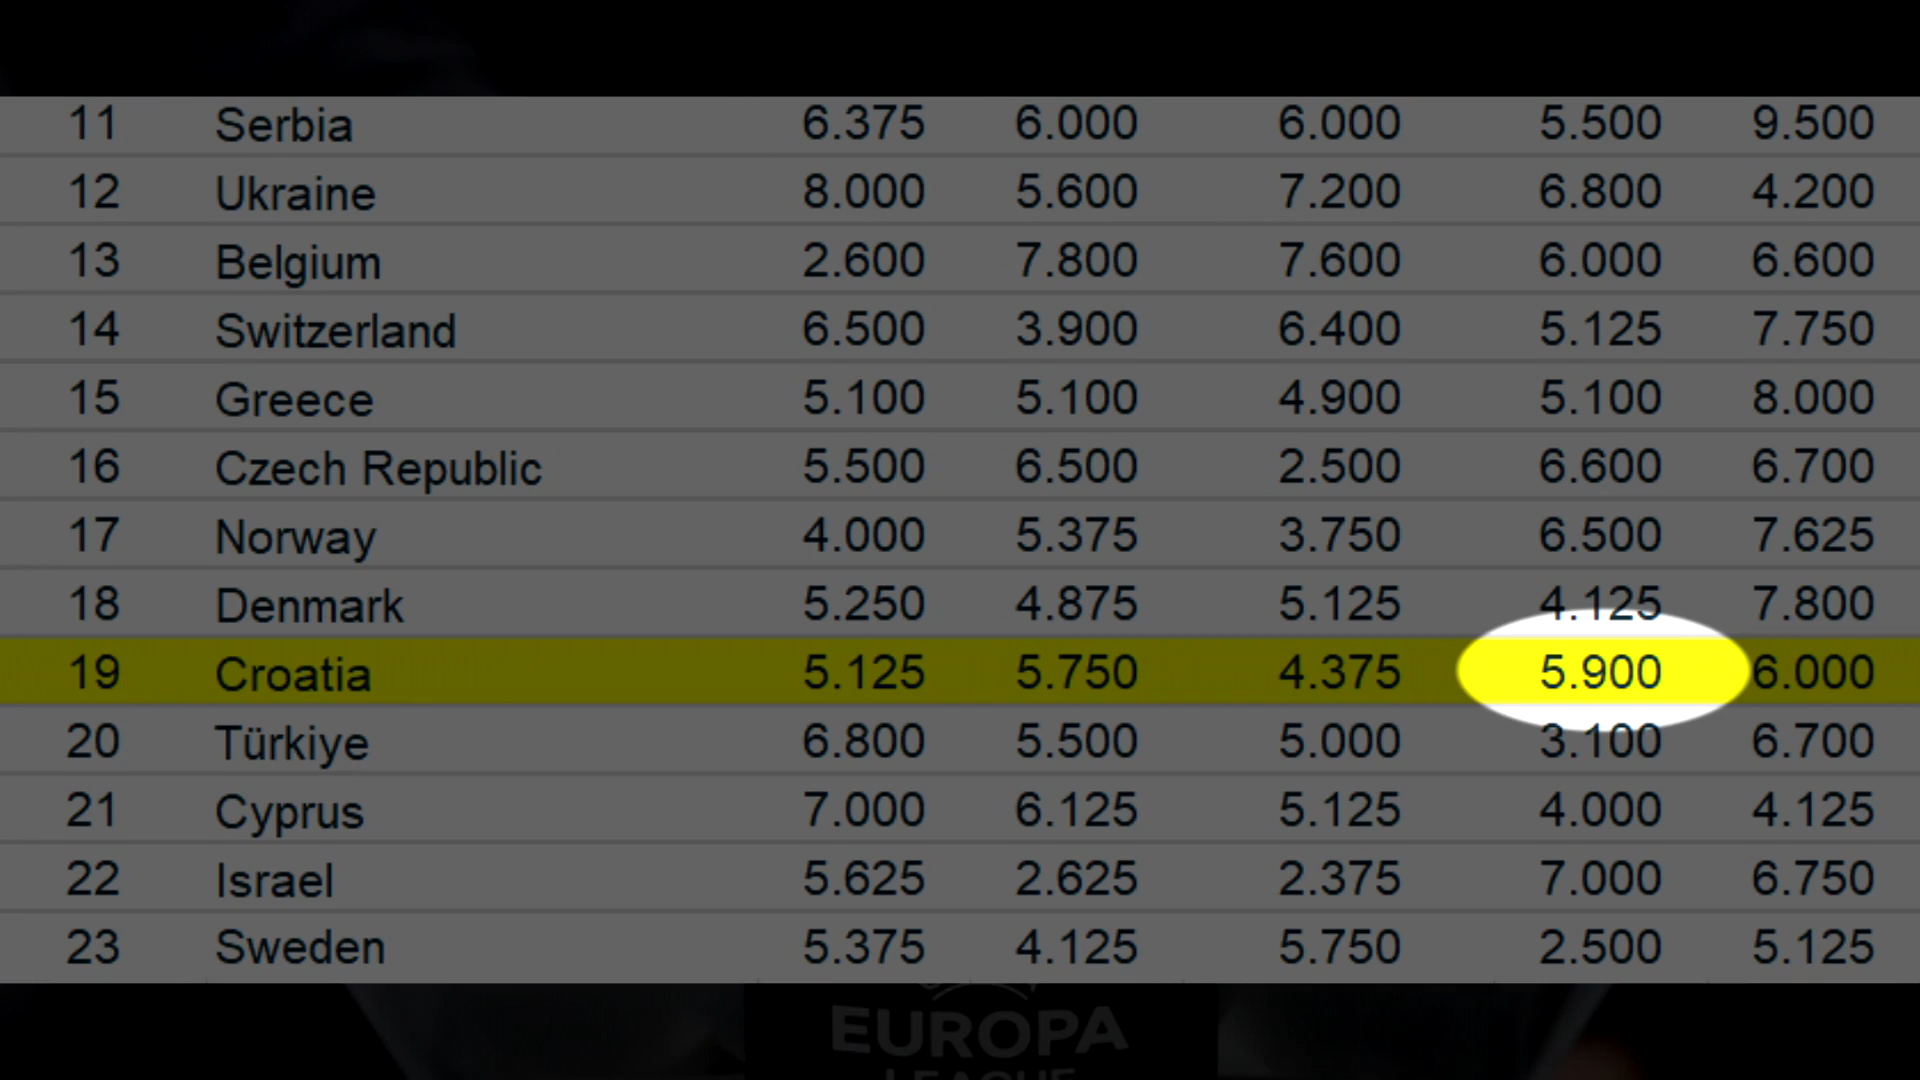 11 Serbia 6.375 6.000 6.000 5.500 9.500
12 Ukraine 8.000 5.600 7.200 6.800 4.200
13 Belgium 2.600 7.800 7.600 6.000 6.600
14 Switzerland 6.500 3.900 6.400 5.125 7.750
15 Greece 5.100 5.100 4.900 5.100 8.000
16 Czech Republic 5.500 6.500 2.500 6.600 6.700
17 Norway 4.000 5.375 3.750 6.500 7.625
18 Denmark 5.250 4.875 5.125 4.125 7.800
19 Croatia 5.125 5.750 4.375 5.900 6.000
20 Türkiye 6.800 5.500 5.000 3.100 6.700
21 Cyprus 7.000 6.125 5.125 4.000 4.125
22 Israel 5.625 2.625 2.375 7.000 6.750
23 Sweden 5.375 4.125 5.750 2.500 5.125
EUROPA
LEAGUE